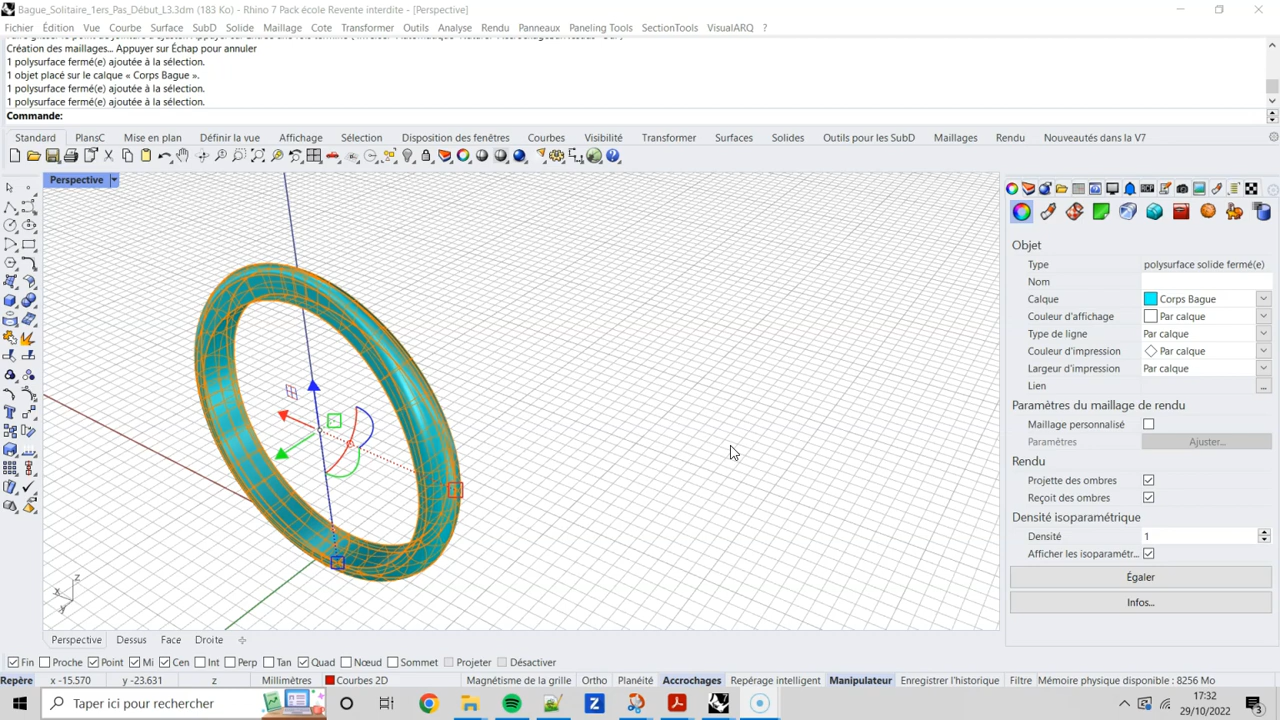 Bague_Solitaire_1ers_Pas_Début_L3.3dm (183 Ko) - Rhino 7 Pack école Revente interdite - [Perspective]
Fichier Édition Vue Courbe Surface SubD Solide Maillage Cote Transformer Outils Analyse Rendu Panneaux Paneling Tools SectionTools VisualARQ ?
Création des maillages... Appuyer sur Échap pour annuler
1 polysurface fermé(e) ajoutée à la sélection.
1 objet placé sur le calque « Corps Bague ».
1 polysurface fermé(e) ajoutée à la sélection.
1 polysurface fermé(e) ajoutée à la sélection.
Commande:
Standard PlansC Mise en plan Définir la vue Affichage Sélection Disposition des fenêtres Courbes Visibilité Transformer Surfaces Solides Outils pour les SubD Maillages Rendu Nouveautés dans la V7
Perspective
Objet
Type polysurface solide fermé(e)
Nom
Calque Corps Bague
Couleur d'affichage Par calque
Type de ligne Par calque
Couleur d'impression Par calque
Largeur d'impression Par calque
Lien ...
Paramètres du maillage de rendu
Maillage personnalisé
Paramètres Ajuster...
Rendu
Projette des ombres
Reçoit des ombres
Densité isoparamétrique
Densité 1
Afficher les isoparamétr...
Égaler
Infos...
z
x
y
Perspective Dessus Face Droite
Fin Proche Point Mi Cen Int Perp Tan Quad Nœud Sommet Projeter Désactiver
Repère x -15.570 y -23.631 z Millimètres Courbes 2D Magnétisme de la grille Ortho Planéité Accrochages Repérage intelligent Manipulateur Enregistrer l'historique Filtre Mémoire physique disponible : 8256 Mo
Taper ici pour rechercher
17:32
29/10/2022
3